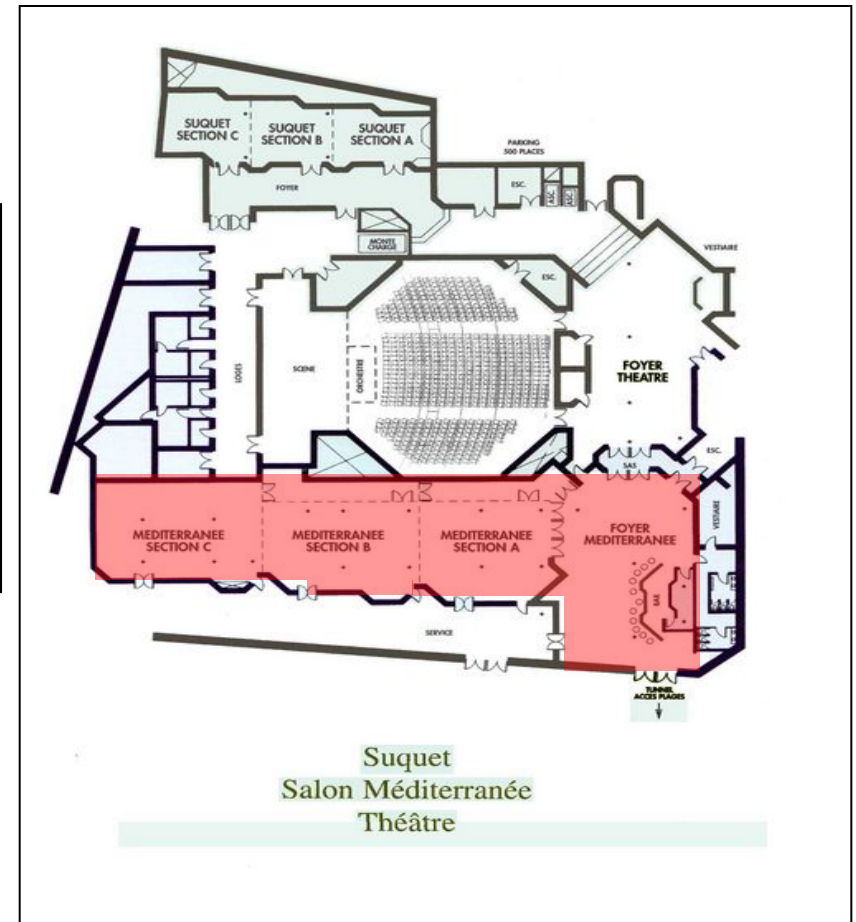 SUQUET
SECTION C
SUQUET
SECTION B
SUQUET
SECTION A
PARKING
500 PLACES
FOYER
ESC.
ASC.
ASC.
MONTE
CHARGE
VESTIAIRE
ESC.
LOGES
SCENE
ORCHESTRE
FOYER
THEATRE
ESC.
SAS
MEDITERRANEE
SECTION C
MEDITERRANEE
SECTION B
MEDITERRANEE
SECTION A
FOYER
MEDITERRANEE
VESTIAIRE
BAR
SERVICE
TUNNEL
ACCES PLAGES
Suquet
Salon Méditerranée
Théâtre